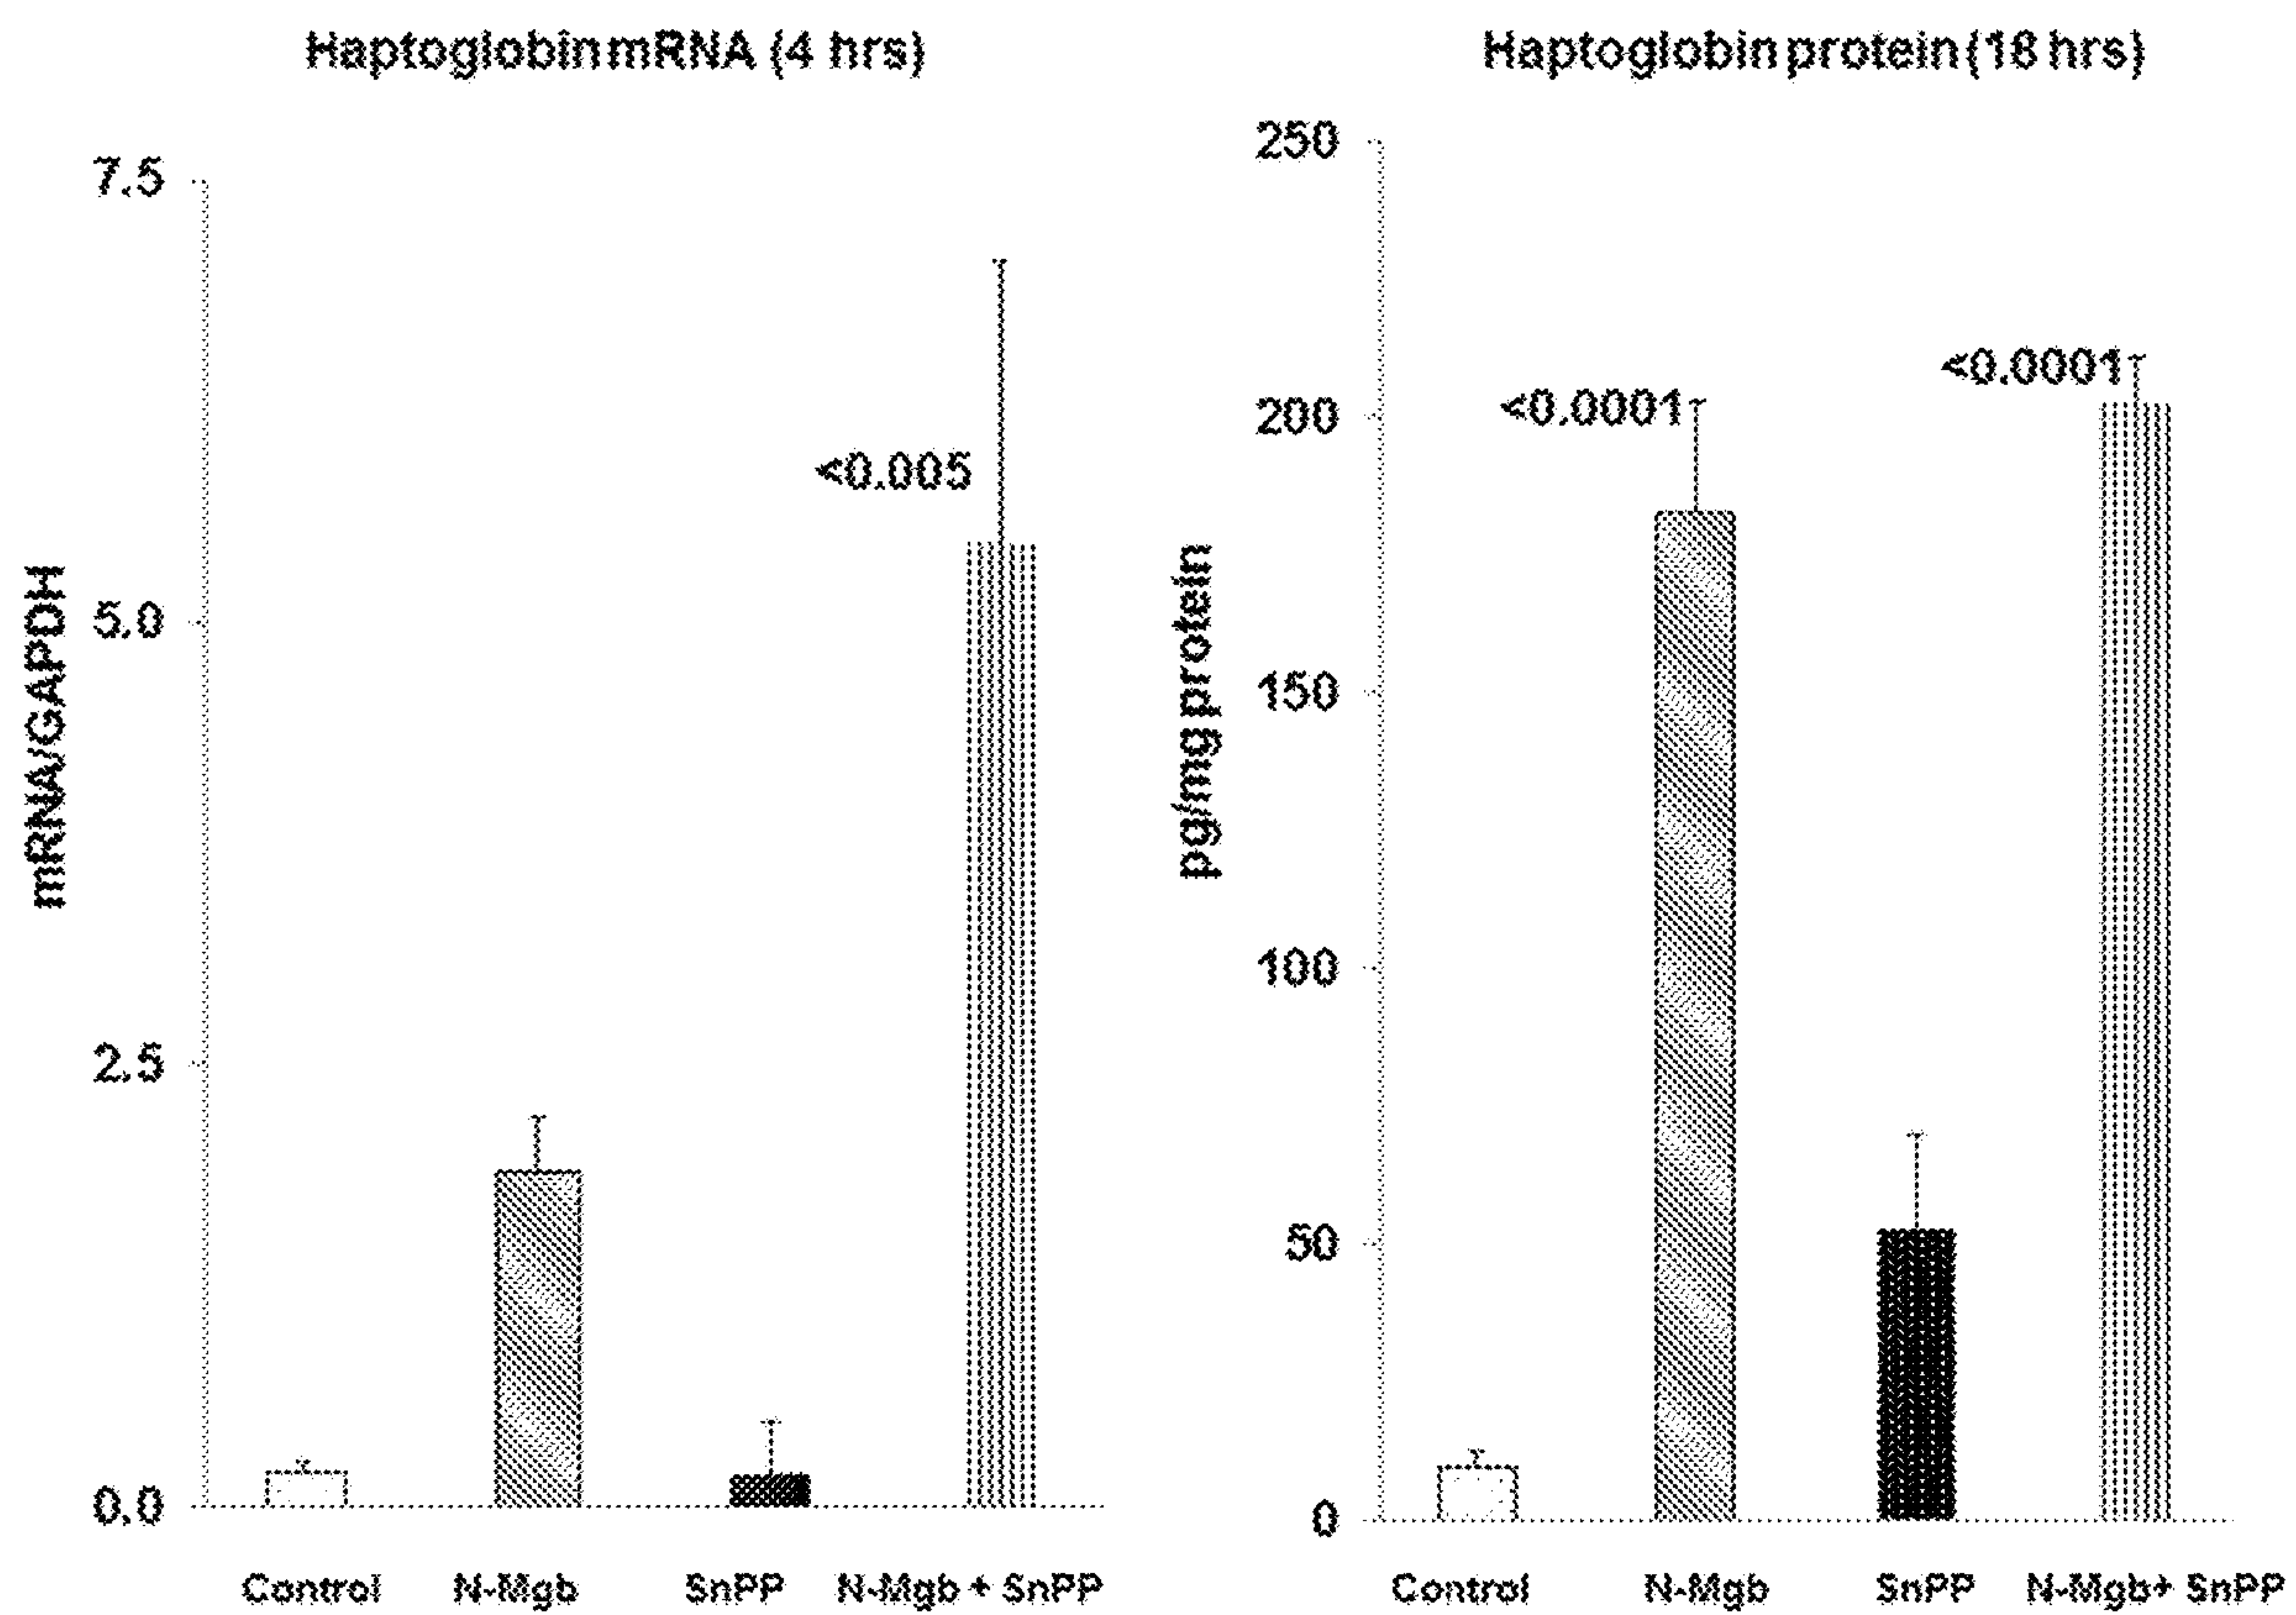 Haptoglobin mRNA (4 hrs)
mRNA/GAPDH
7.5
5.0
2.5
0.0
<0.005
Control
N-Mgb
SnPP
N-Mgb + SnPP
Haptoglobin protein (18 hrs)
pg/mg protein
250
200
150
100
50
0
<0.0001
<0.0001
Control
N-Mgb
SnPP
N-Mgb+ SnPP